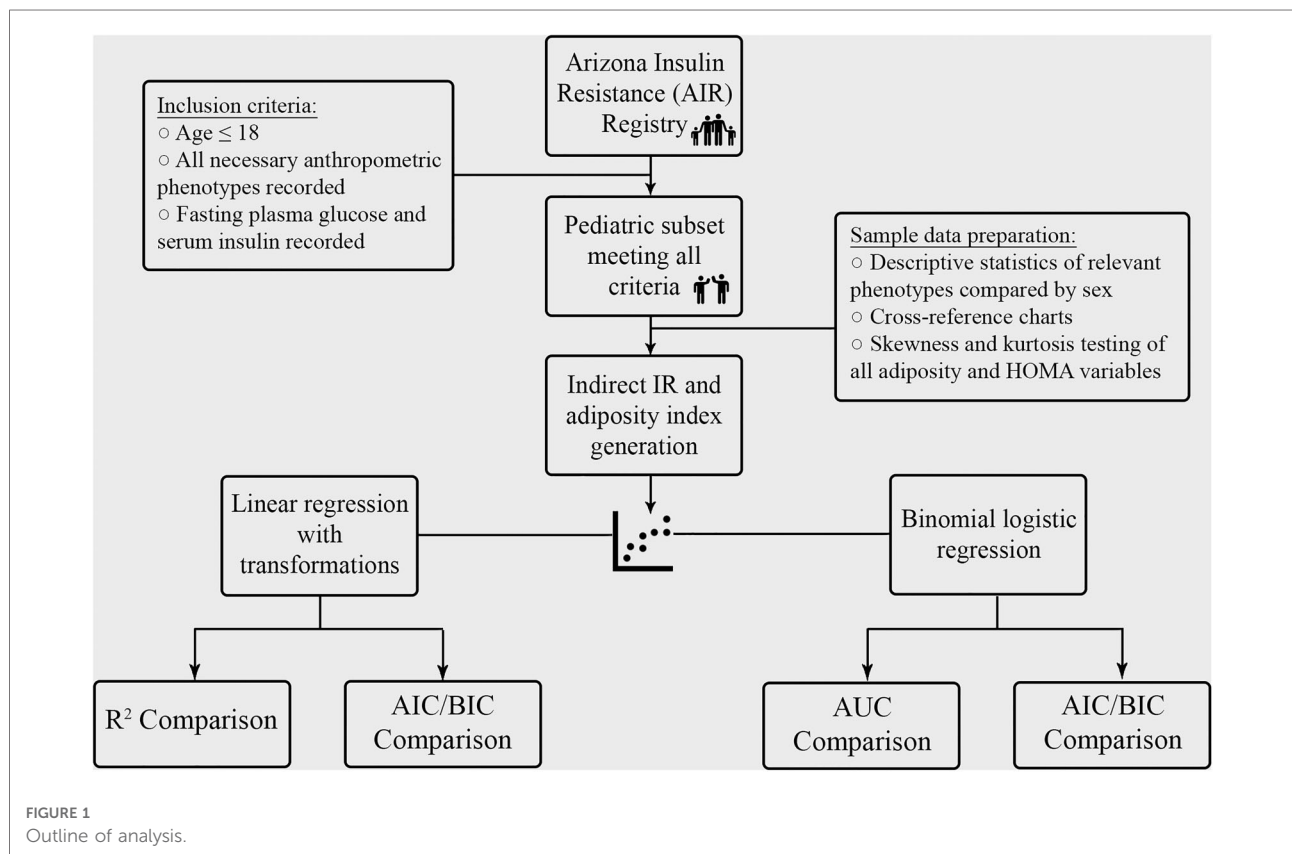 Arizona Insulin
Resistance (AIR)
Registry
Inclusion criteria:
○ Age ≤ 18
○ All necessary anthropometric
phenotypes recorded
○ Fasting plasma glucose and
serum insulin recorded
Pediatric subset
meeting all
criteria
Sample data preparation:
○ Descriptive statistics of relevant
phenotypes compared by sex
○ Cross-reference charts
○ Skewness and kurtosis testing of
all adiposity and HOMA variables
Indirect IR and
adiposity index
generation
Linear regression
with
transformations
Binomial logistic
regression
R² Comparison
AIC/BIC
Comparison
AUC
Comparison
AIC/BIC
Comparison
FIGURE 1
Outline of analysis.